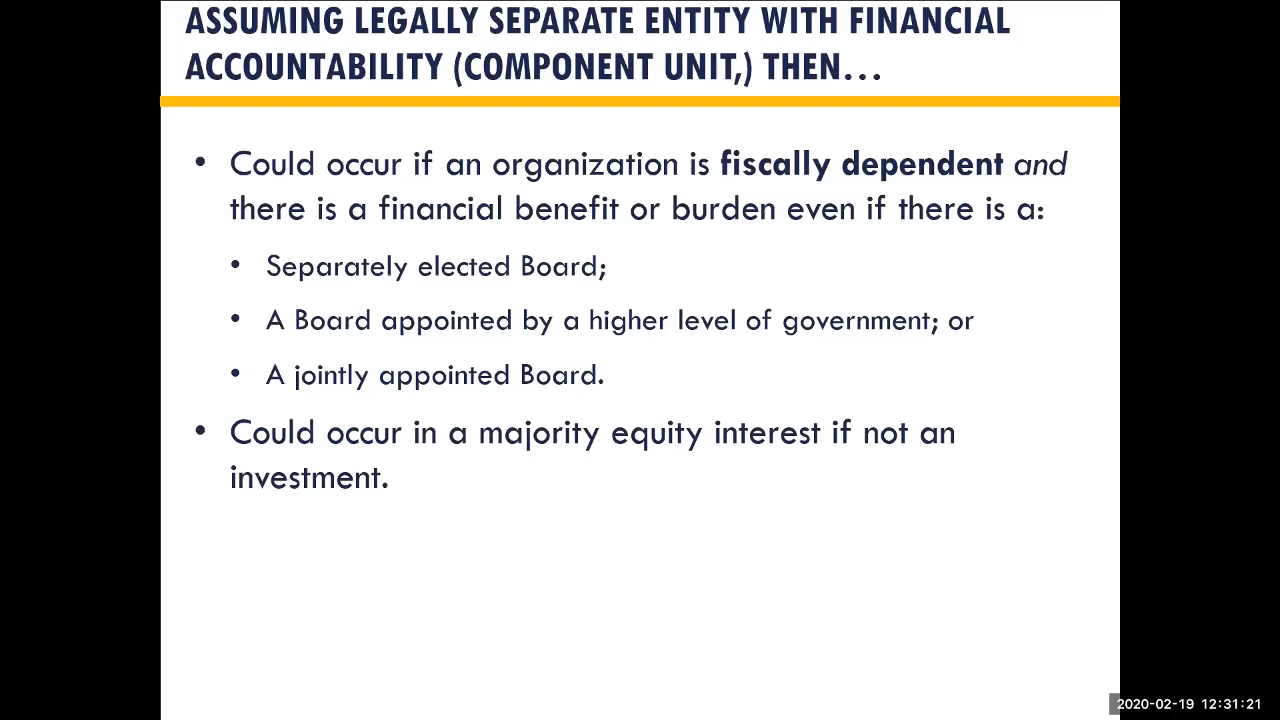 ASSUMING LEGALLY SEPARATE ENTITY WITH FINANCIAL
ACCOUNTABILITY (COMPONENT UNIT,) THEN...
• Could occur if an organization is fiscally dependent and
there is a financial benefit or burden even if there is a:
• Separately elected Board;
• A Board appointed by a higher level of government; or
• A jointly appointed Board.
• Could occur in a majority equity interest if not an
investment.
2020-02-19 12:31:21